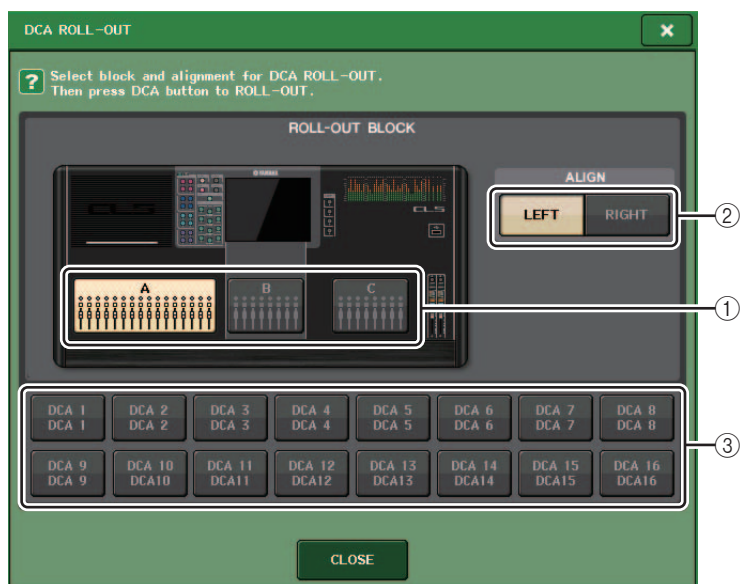 DCA ROLL-OUT
?
Select block and alignment for DCA ROLL-OUT.
Then press DCA button to ROLL-OUT.
ROLL-OUT BLOCK
YAMAHA
CL5
CL5
ALIGN
LEFT
RIGHT
②
A
B
C
①
DCA 1
DCA 1
DCA 2
DCA 2
DCA 3
DCA 3
DCA 4
DCA 4
DCA 5
DCA 5
DCA 6
DCA 6
DCA 7
DCA 7
DCA 8
DCA 8
③
DCA 9
DCA 9
DCA 10
DCA10
DCA 11
DCA11
DCA 12
DCA12
DCA 13
DCA13
DCA 14
DCA14
DCA 15
DCA15
DCA 16
DCA16
CLOSE